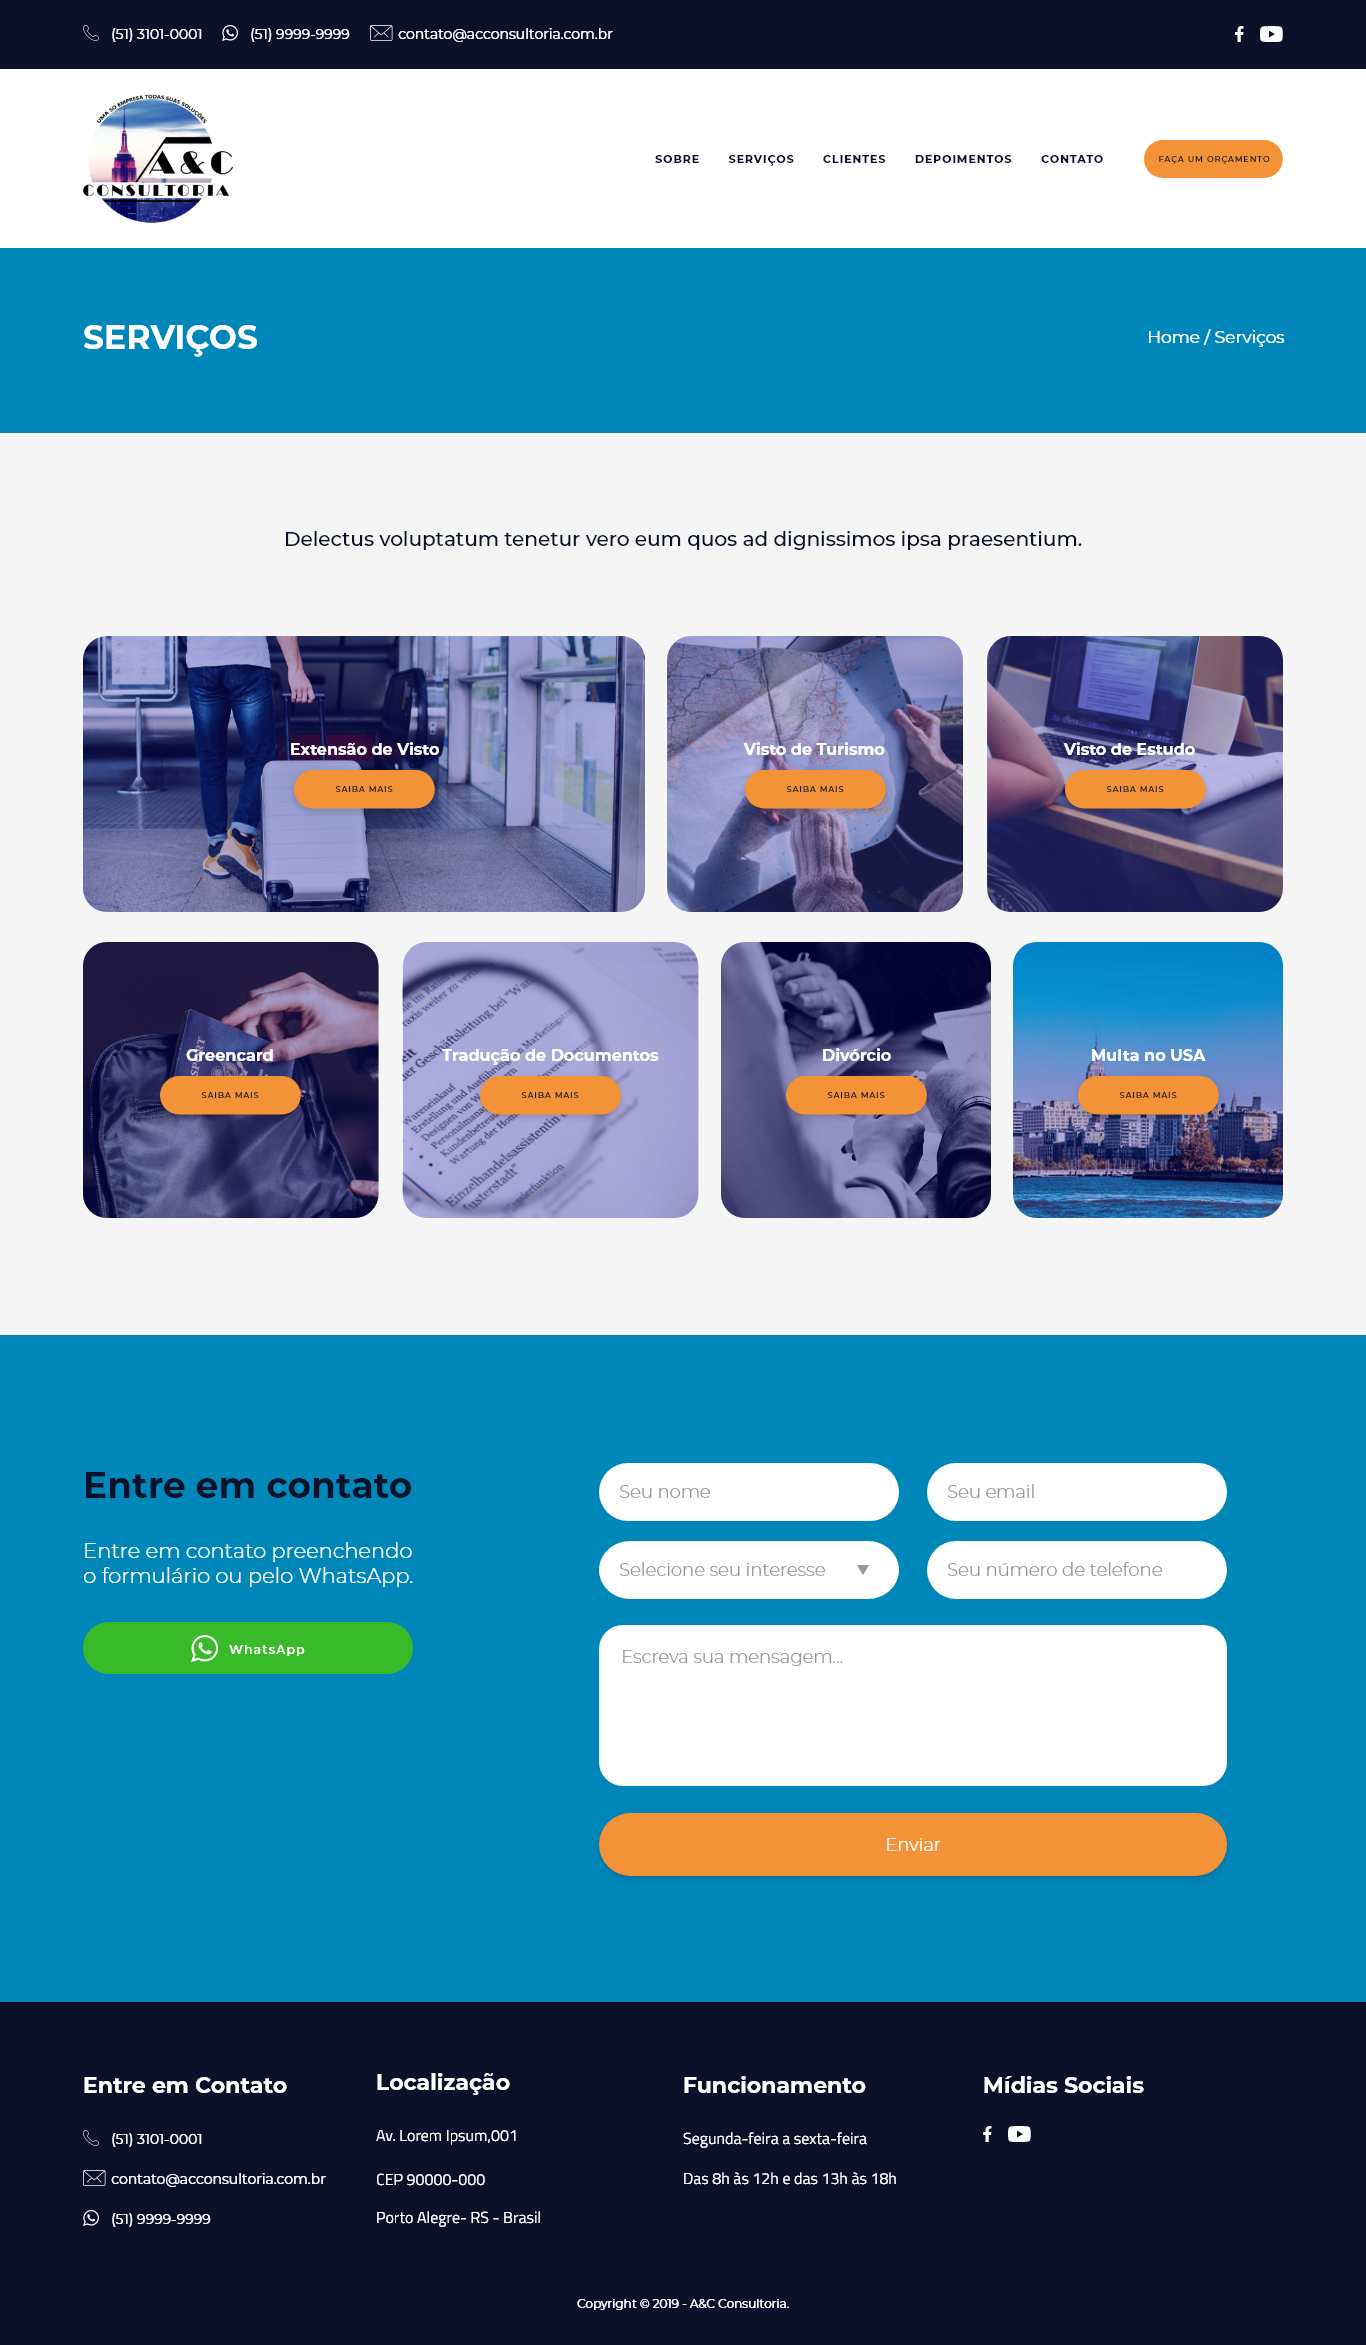 (51) 3101-0001
(51) 9999-9999
contato@acconsultoria.com.br
UMA SO EMPRESA TODAS SUAS SOLUÇÕES
A&C
CONSULTORIA
SOBRE
SERVIÇOS
CLIENTES
DEPOIMENTOS
CONTATO
FAÇA UM ORÇAMENTO
SERVIÇOS
Home / Serviços
Delectus voluptatum tenetur vero eum quos ad dignissimos ipsa praesentium.
Extensão de Visto
SAIBA MAIS
Visto de Turismo
SAIBA MAIS
Visto de Estudo
SAIBA MAIS
Greencard
SAIBA MAIS
Tradução de Documentos
SAIBA MAIS
Divórcio
SAIBA MAIS
Multa no USA
SAIBA MAIS
Entre em contato
Entre em contato preenchendo
o formulário ou pelo WhatsApp.
WhatsApp
Seu nome
Seu email
Selecione seu interesse
Seu número de telefone
Escreva sua mensagem...
Enviar
Entre em Contato
(51) 3101-0001
contato@acconsultoria.com.br
(51) 9999-9999
Localização
Av. Lorem Ipsum,001
CEP 90000-000
Porto Alegre- RS - Brasil
Funcionamento
Segunda-feira a sexta-feira
Das 8h às 12h e das 13h às 18h
Mídias Sociais
Copyright © 2019 - A&C Consultoria.